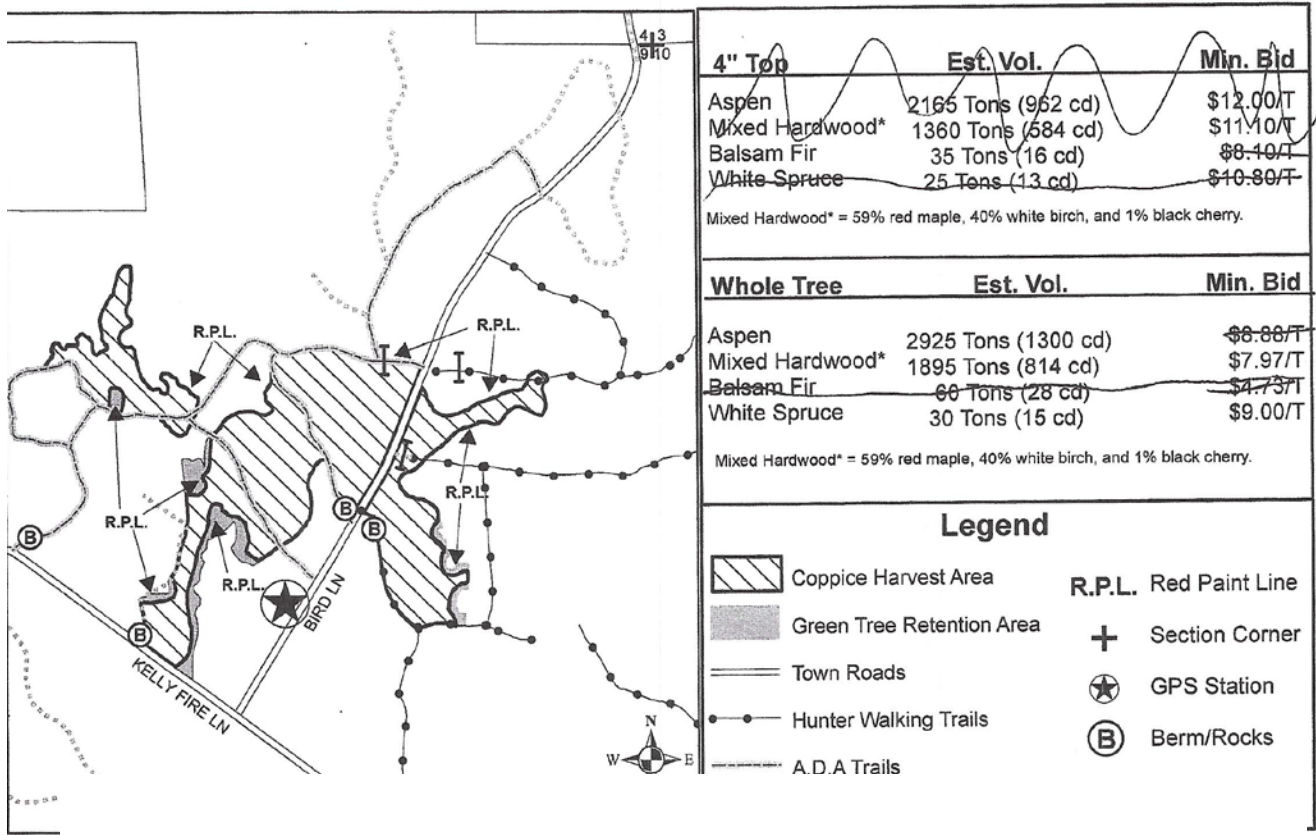 4 3
9 10
R.P.L.
R.P.L.
R.P.L.
R.P.L.
R.P.L.
B
B
B
R.P.L.
BIRD LN
B
KELLY FIRE LN
N
W E
4" Top Est. Vol. Min. Bid
Aspen 2165 Tons (962 cd) $12.00/T
Mixed Hardwood* 1360 Tons (584 cd) $11.10/T
Balsam Fir 35 Tons (16 cd) $8.10/T
White Spruce 25 Tons (13 cd) $10.80/T
Mixed Hardwood* = 59% red maple, 40% white birch, and 1% black cherry.
Whole Tree Est. Vol. Min. Bid
Aspen 2925 Tons (1300 cd) $8.88/T
Mixed Hardwood* 1895 Tons (814 cd) $7.97/T
Balsam Fir 60 Tons (28 cd) $4.73/T
White Spruce 30 Tons (15 cd) $9.00/T
Mixed Hardwood* = 59% red maple, 40% white birch, and 1% black cherry.
Legend
Coppice Harvest Area R.P.L. Red Paint Line
Green Tree Retention Area Section Corner
Town Roads GPS Station
Hunter Walking Trails B Berm/Rocks
A.D.A Trails